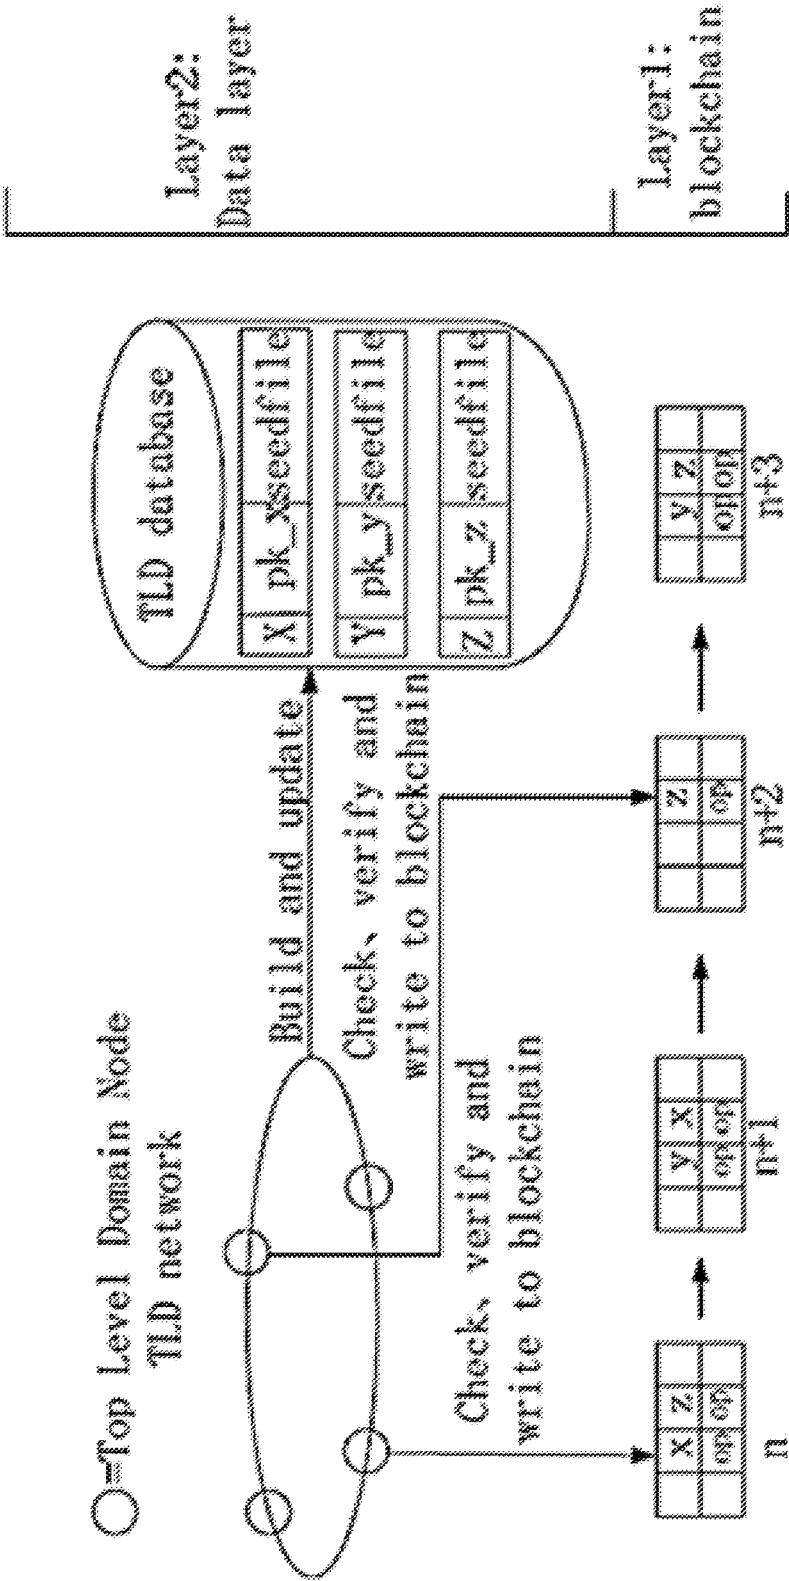 ○=Top Level Domain Node
TLD network
Build and update
Check、verify and
write to blockchain
Check、verify and
write to blockchain
TLD database
X pk_x seedfile
Y pk_y seedfile
Z pk_z seedfile
Layer2:
Data layer
Layer1:
blockchain
x z
op op
n
y x
op op
n+1
z
op
n+2
y z
op op
n+3